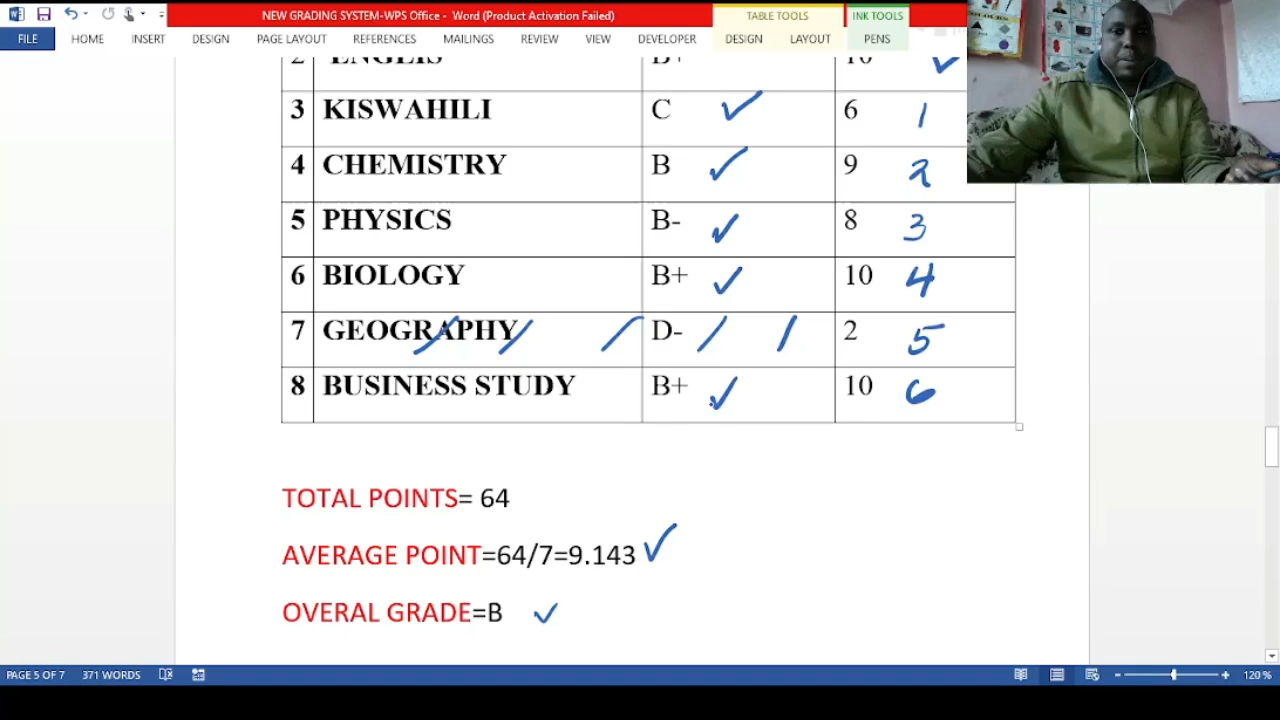 NEW GRADING SYSTEM-WPS Office - Word (Product Activation Failed)
TABLE TOOLS
INK TOOLS
FILE HOME INSERT DESIGN PAGE LAYOUT REFERENCES MAILINGS REVIEW VIEW DEVELOPER DESIGN LAYOUT PENS
2 ENGLIS B+ 10
3 KISWAHILI C 6 1
4 CHEMISTRY B 9 2
5 PHYSICS B- 8 3
6 BIOLOGY B+ 10 4
7 GEOGRAPHY D- 2 5
8 BUSINESS STUDY B+ 10 6
TOTAL POINTS= 64
AVERAGE POINT=64/7=9.143
OVERAL GRADE=B
PAGE 5 OF 7 371 WORDS 120 %